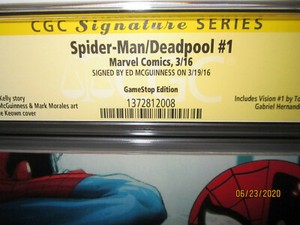 CGC Signature SERIES
Spider-Man/Deadpool #1
Marvel Comics, 3/16
SIGNED BY ED MCGUINNESS ON 3/19/16
GameStop Edition
Kelly story
McGuinness & Mark Morales art
Keown cover
Includes Vision #1 by
Gabriel
1372812008
06/23/2020